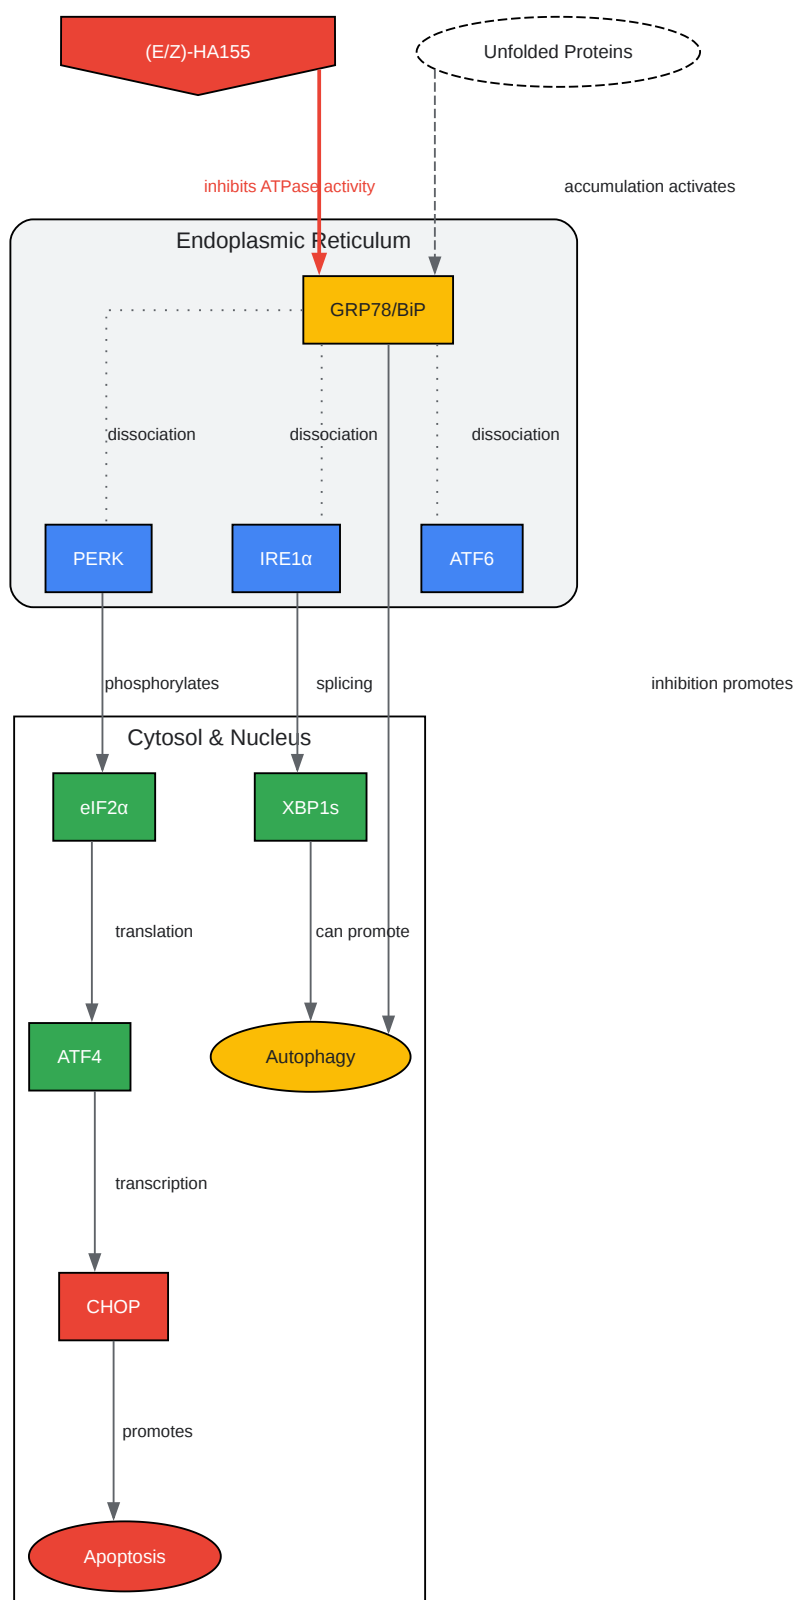 (E/Z)-HA155
Unfolded Proteins
inhibits ATPase activity
accumulation activates
Endoplasmic Reticulum
GRP78/BiP
dissociation
dissociation
dissociation
PERK
IRE1α
ATF6
phosphorylates
splicing
inhibition promotes
Cytosol & Nucleus
eIF2α
XBP1s
translation
can promote
ATF4
Autophagy
transcription
CHOP
promotes
Apoptosis